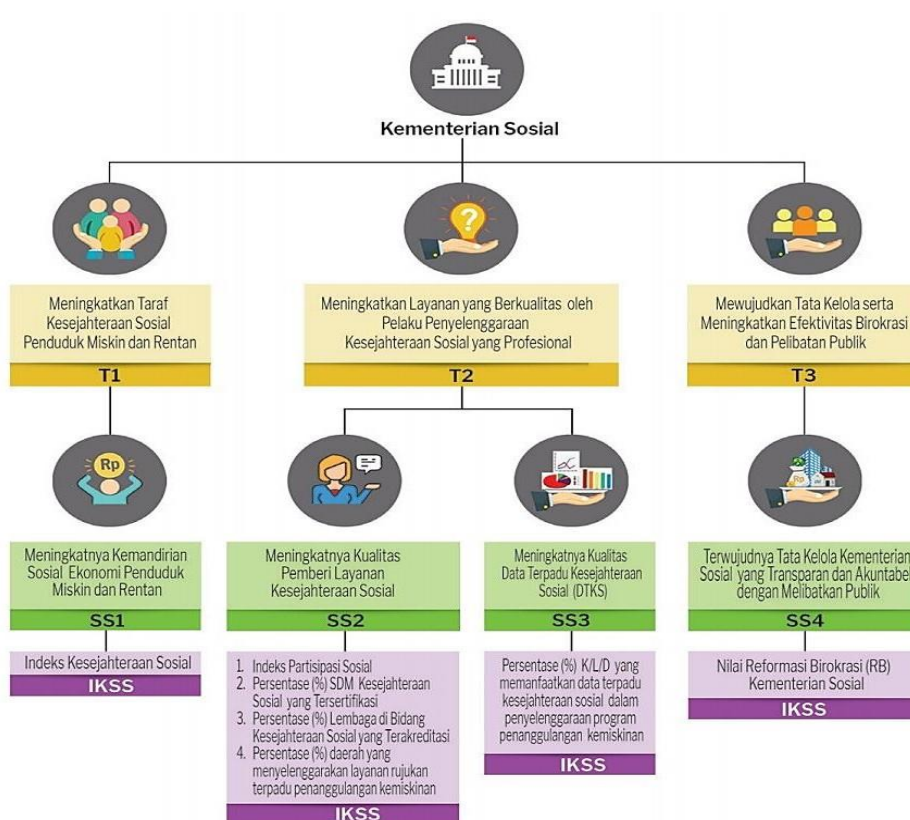 Kementerian Sosial
?
Meningkatkan Taraf
Kesejahteraan Sosial
Penduduk Miskin dan Rentan
T1
Meningkatkan Layanan yang Berkualitas oleh
Pelaku Penyelenggaraan
Kesejahteraan Sosial yang Profesional
T2
Mewujudkan Tata Kelola serta
Meningkatkan Efektivitas Birokrasi
dan Pelibatan Publik
T3
Rp
Rp
Meningkatnya Kemandirian
Sosial Ekonomi Penduduk
Miskin dan Rentan
SS1
Meningkatnya Kualitas
Pemberi Layanan
Kesejahteraan Sosial
SS2
Meningkatnya Kualitas
Data Terpadu Kesejahteraan
Sosial (DTKS)
SS3
Terwujudnya Tata Kelola Kementerian
Sosial yang Transparan dan Akuntabel
dengan Melibatkan Publik
SS4
Indeks Kesejahteraan Sosial
IKSS
1. Indeks Partisipasi Sosial
2. Persentase (%) SDM Kesejahteraan
Sosial yang Tersertifikasi
3. Persentase (%) Lembaga di Bidang
Kesejahteraan Sosial yang Terakreditasi
4. Persentase (%) daerah yang
menyelenggarakan layanan rujukan
terpadu penanggulangan kemiskinan
IKSS
Persentase (%) K/L/D yang
memanfaatkan data terpadu
kesejahteraan sosial dalam
penyelenggaraan program
penanggulangan kemiskinan
IKSS
Nilai Reformasi Birokrasi (RB)
Kementerian Sosial
IKSS